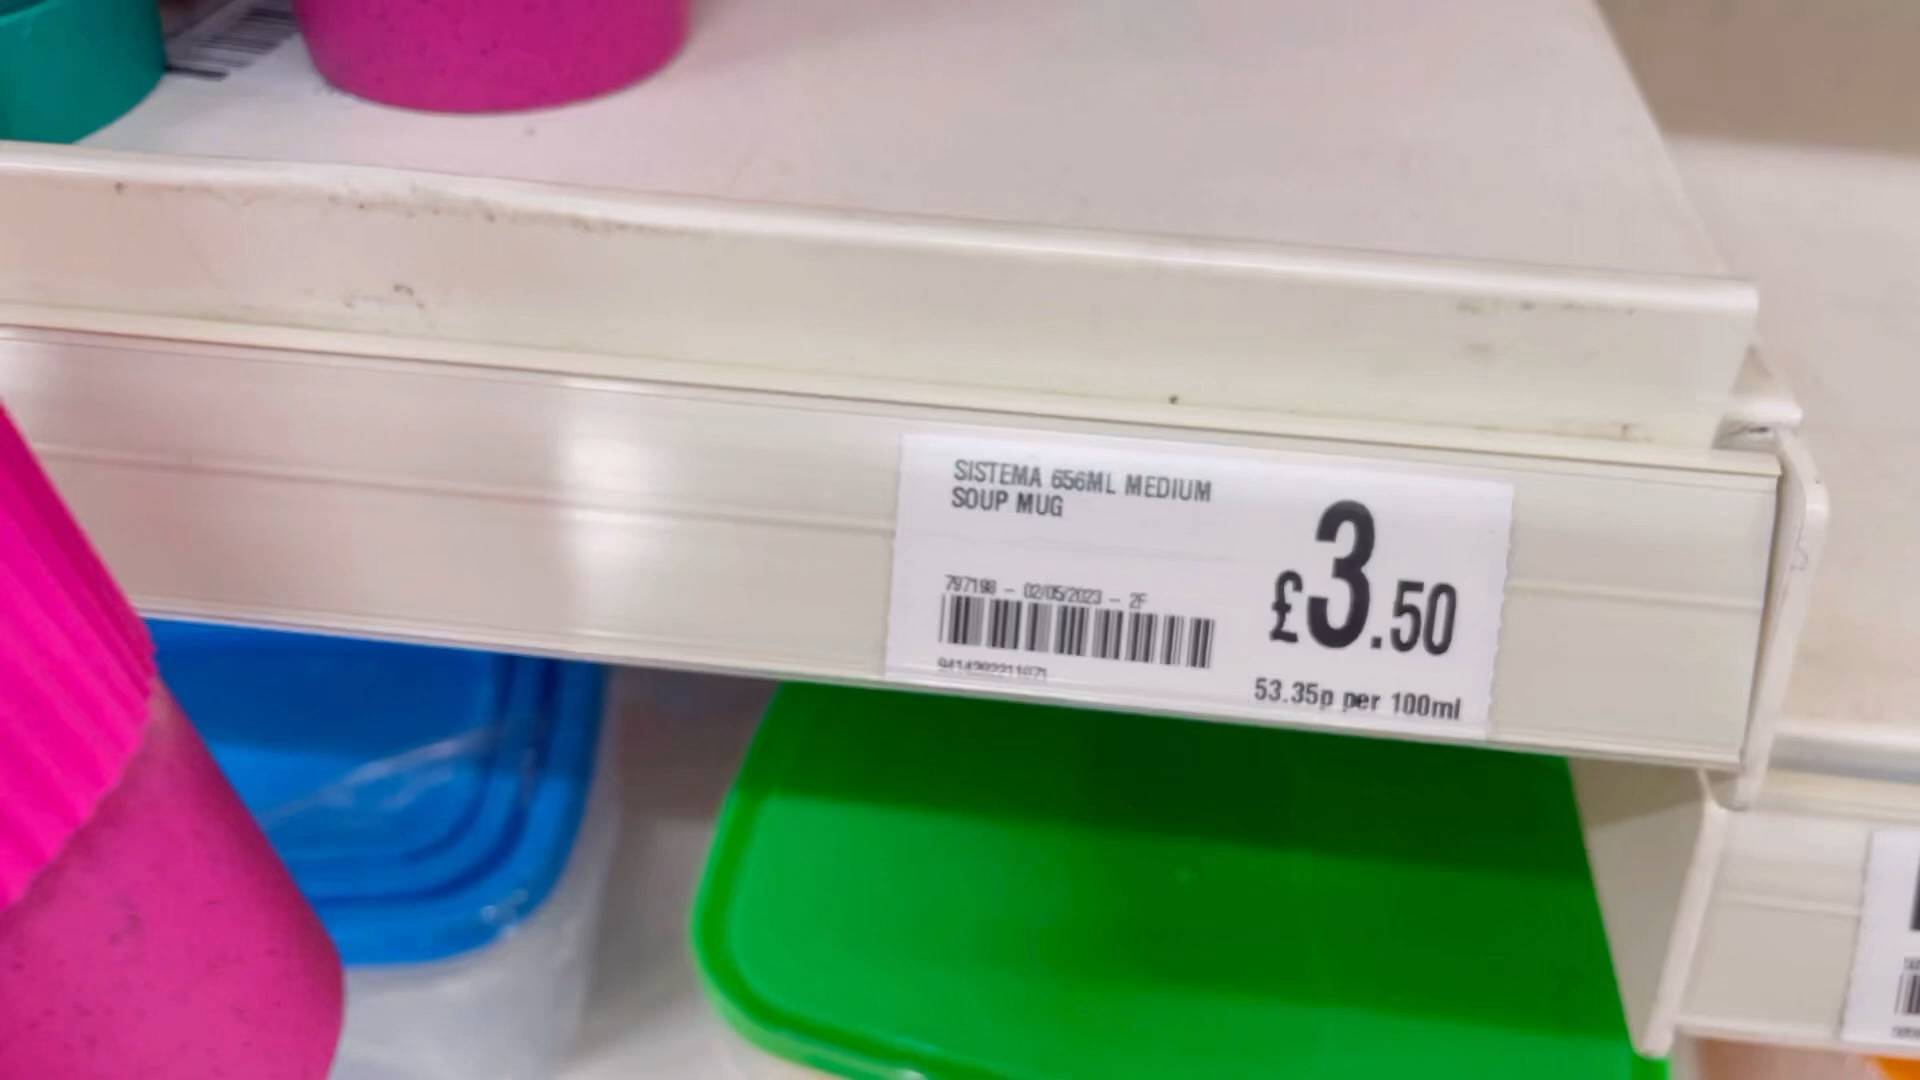 SISTEMA 656ML MEDIUM
SOUP MUG
£3.50
797198 - 02/05/2023 - 2F
53.35p per 100ml